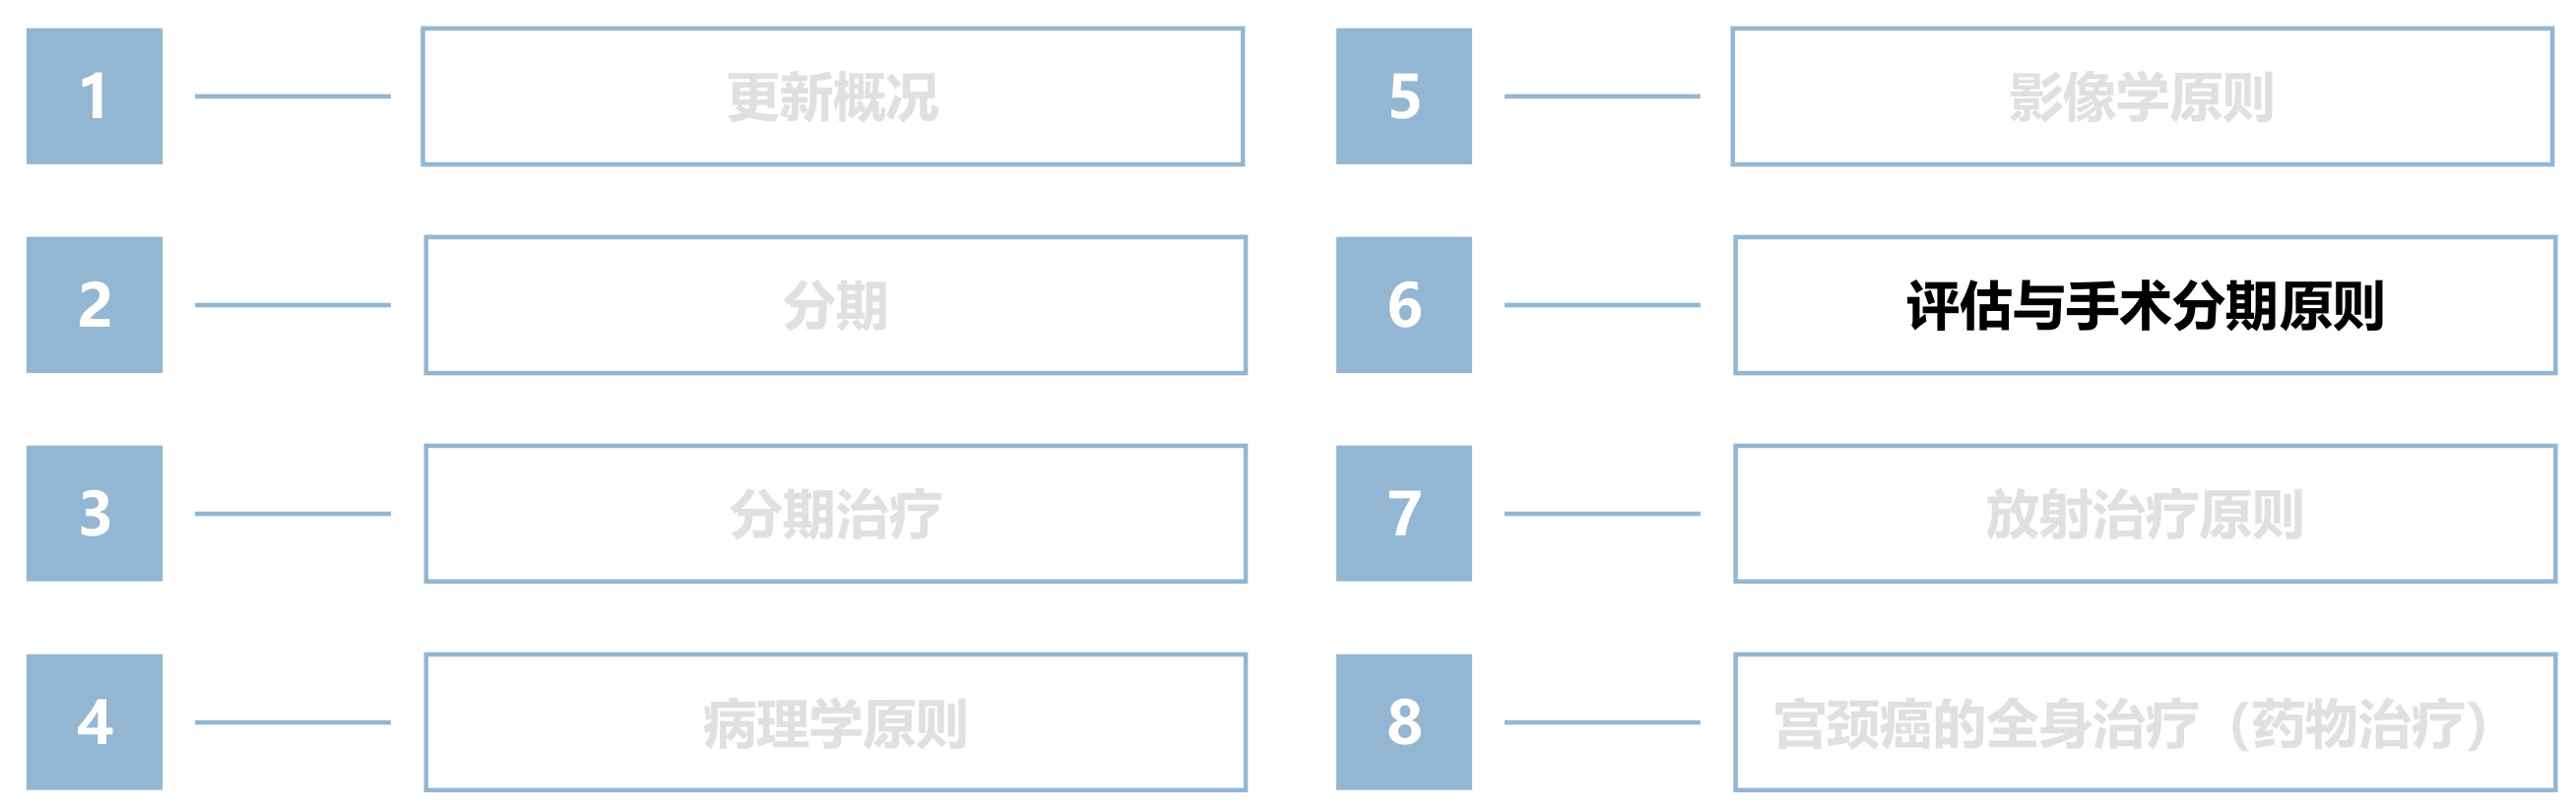 1 更新概况
2 分期
3 分期治疗
4 病理学原则
5 影像学原则
6 评估与手术分期原则
7 放射治疗原则
8 宫颈癌的全身治疗（药物治疗）